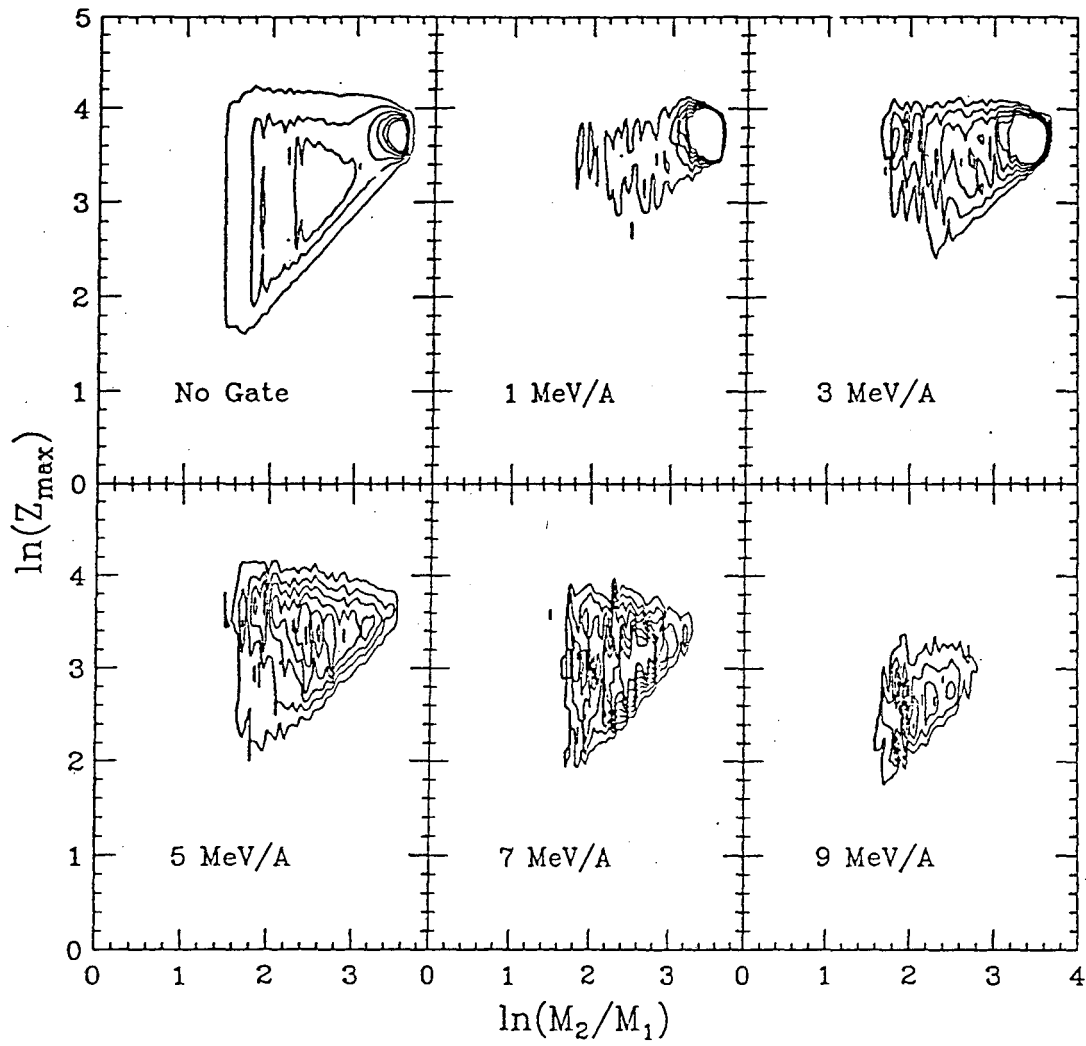 5
4
3
2
1
0
No Gate
1 MeV/A
3 MeV/A
ln(Z_max)
4
3
2
1
0
5 MeV/A
7 MeV/A
9 MeV/A
0 1 2 3 0 1 2 3 0 1 2 3 4
ln(M₂/M₁)